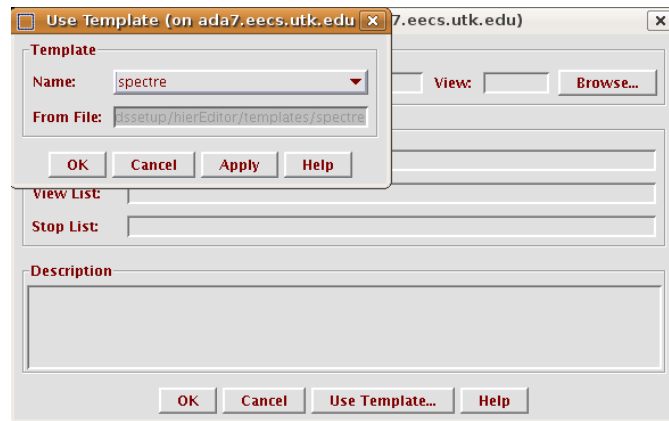 Use Template (on ada7.eecs.utk.edu
7.eecs.utk.edu)
Template
Name: spectre
From File: dssetup/hierEditor/templates/spectre
OK Cancel Apply Help
View: Browse...
View List:
Stop List:
Description
OK Cancel Use Template... Help